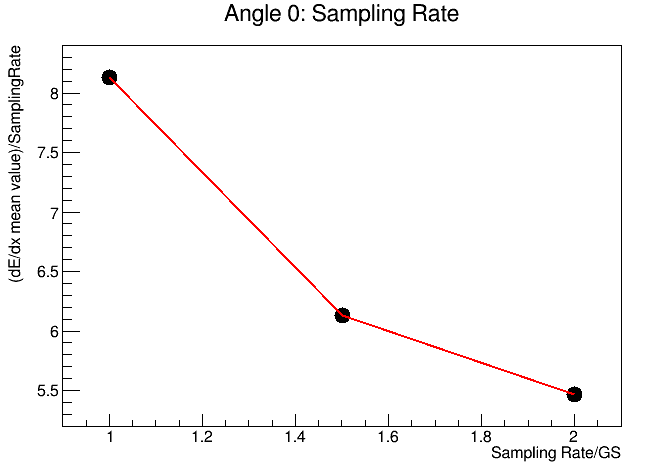 Angle 0: Sampling Rate
(dE/dx mean value)/SamplingRate
8
7.5
7
6.5
6
5.5
1 1.2 1.4 1.6 1.8 2
Sampling Rate/GS